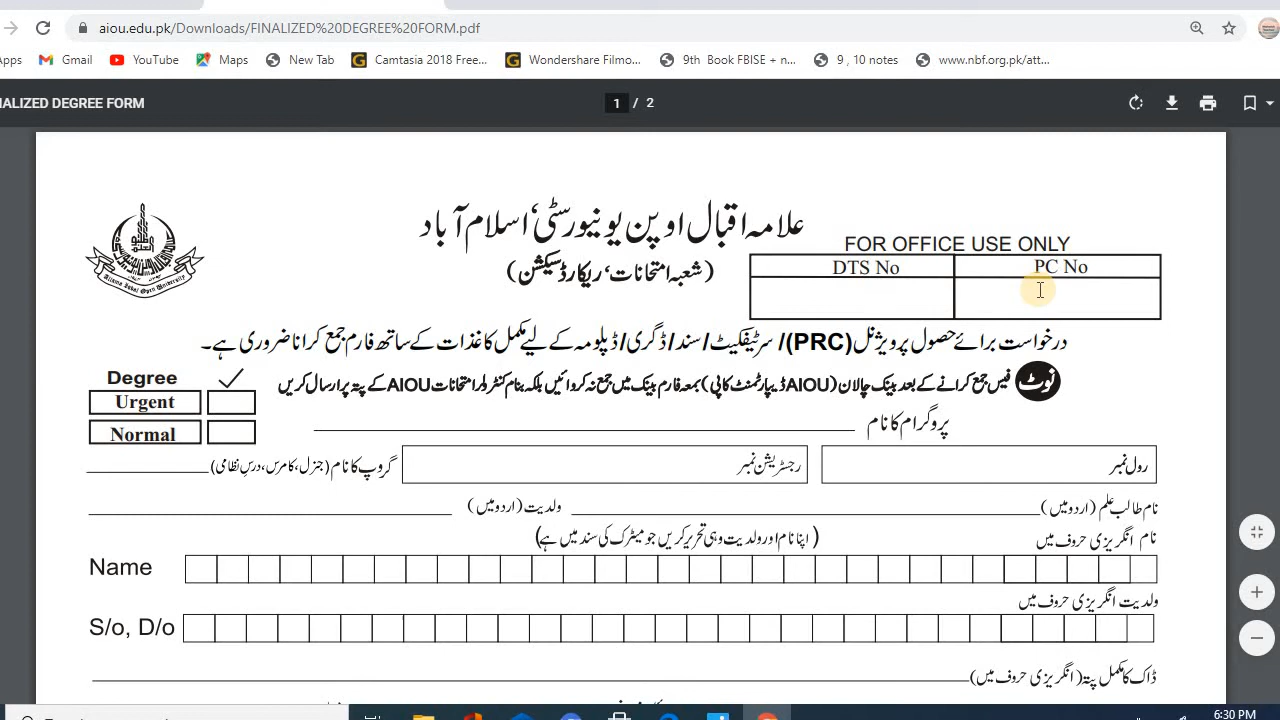 aiou.edu.pk/Downloads/FINALIZED%20DEGREE%20FORM.pdf
Apps Gmail YouTube Maps New Tab Camtasia 2018 Free... Wondershare Filmo... 9th Book FBISE + n... 9 , 10 notes www.nbf.org.pk/att...
NALIZED DEGREE FORM 1 / 2
علامہ اقبال اوپن یونیورسٹی، اسلام آباد
FOR OFFICE USE ONLY
(شعبہ امتحانات، ریکارڈ سیکشن)
DTS No PC No
درخواست برائے حصول پرویژنل (PRC)/ سرٹیفکیٹ/ سند/ ڈگری/ ڈپلومہ کے لیے مکمل کاغذات کے ساتھ فارم جمع کرانا ضروری ہے۔
نوٹ فیس جمع کرانے کے بعد بینک چالان (AIOU ڈیپارٹمنٹ کاپی) بمعہ فارم بینک میں جمع نہ کروائیں بلکہ بنام کنٹرولر امتحانات AIOU کے پتہ پر ارسال کریں
Degree ✓
Urgent
Normal
پروگرام کا نام
رول نمبر رجسٹریشن نمبر گروپ کا نام (جنرل، کامرس، درس نظامی)
نام طالب علم (اردو میں) ولدیت (اردو میں)
نام انگریزی حروف میں (اپنا نام اور ولدیت وہی تحریر کریں جو میٹرک کی سند میں ہے)
Name
ولدیت انگریزی حروف میں
S/o, D/o
ڈاک کا مکمل پتہ (انگریزی حروف میں)
6:30 PM